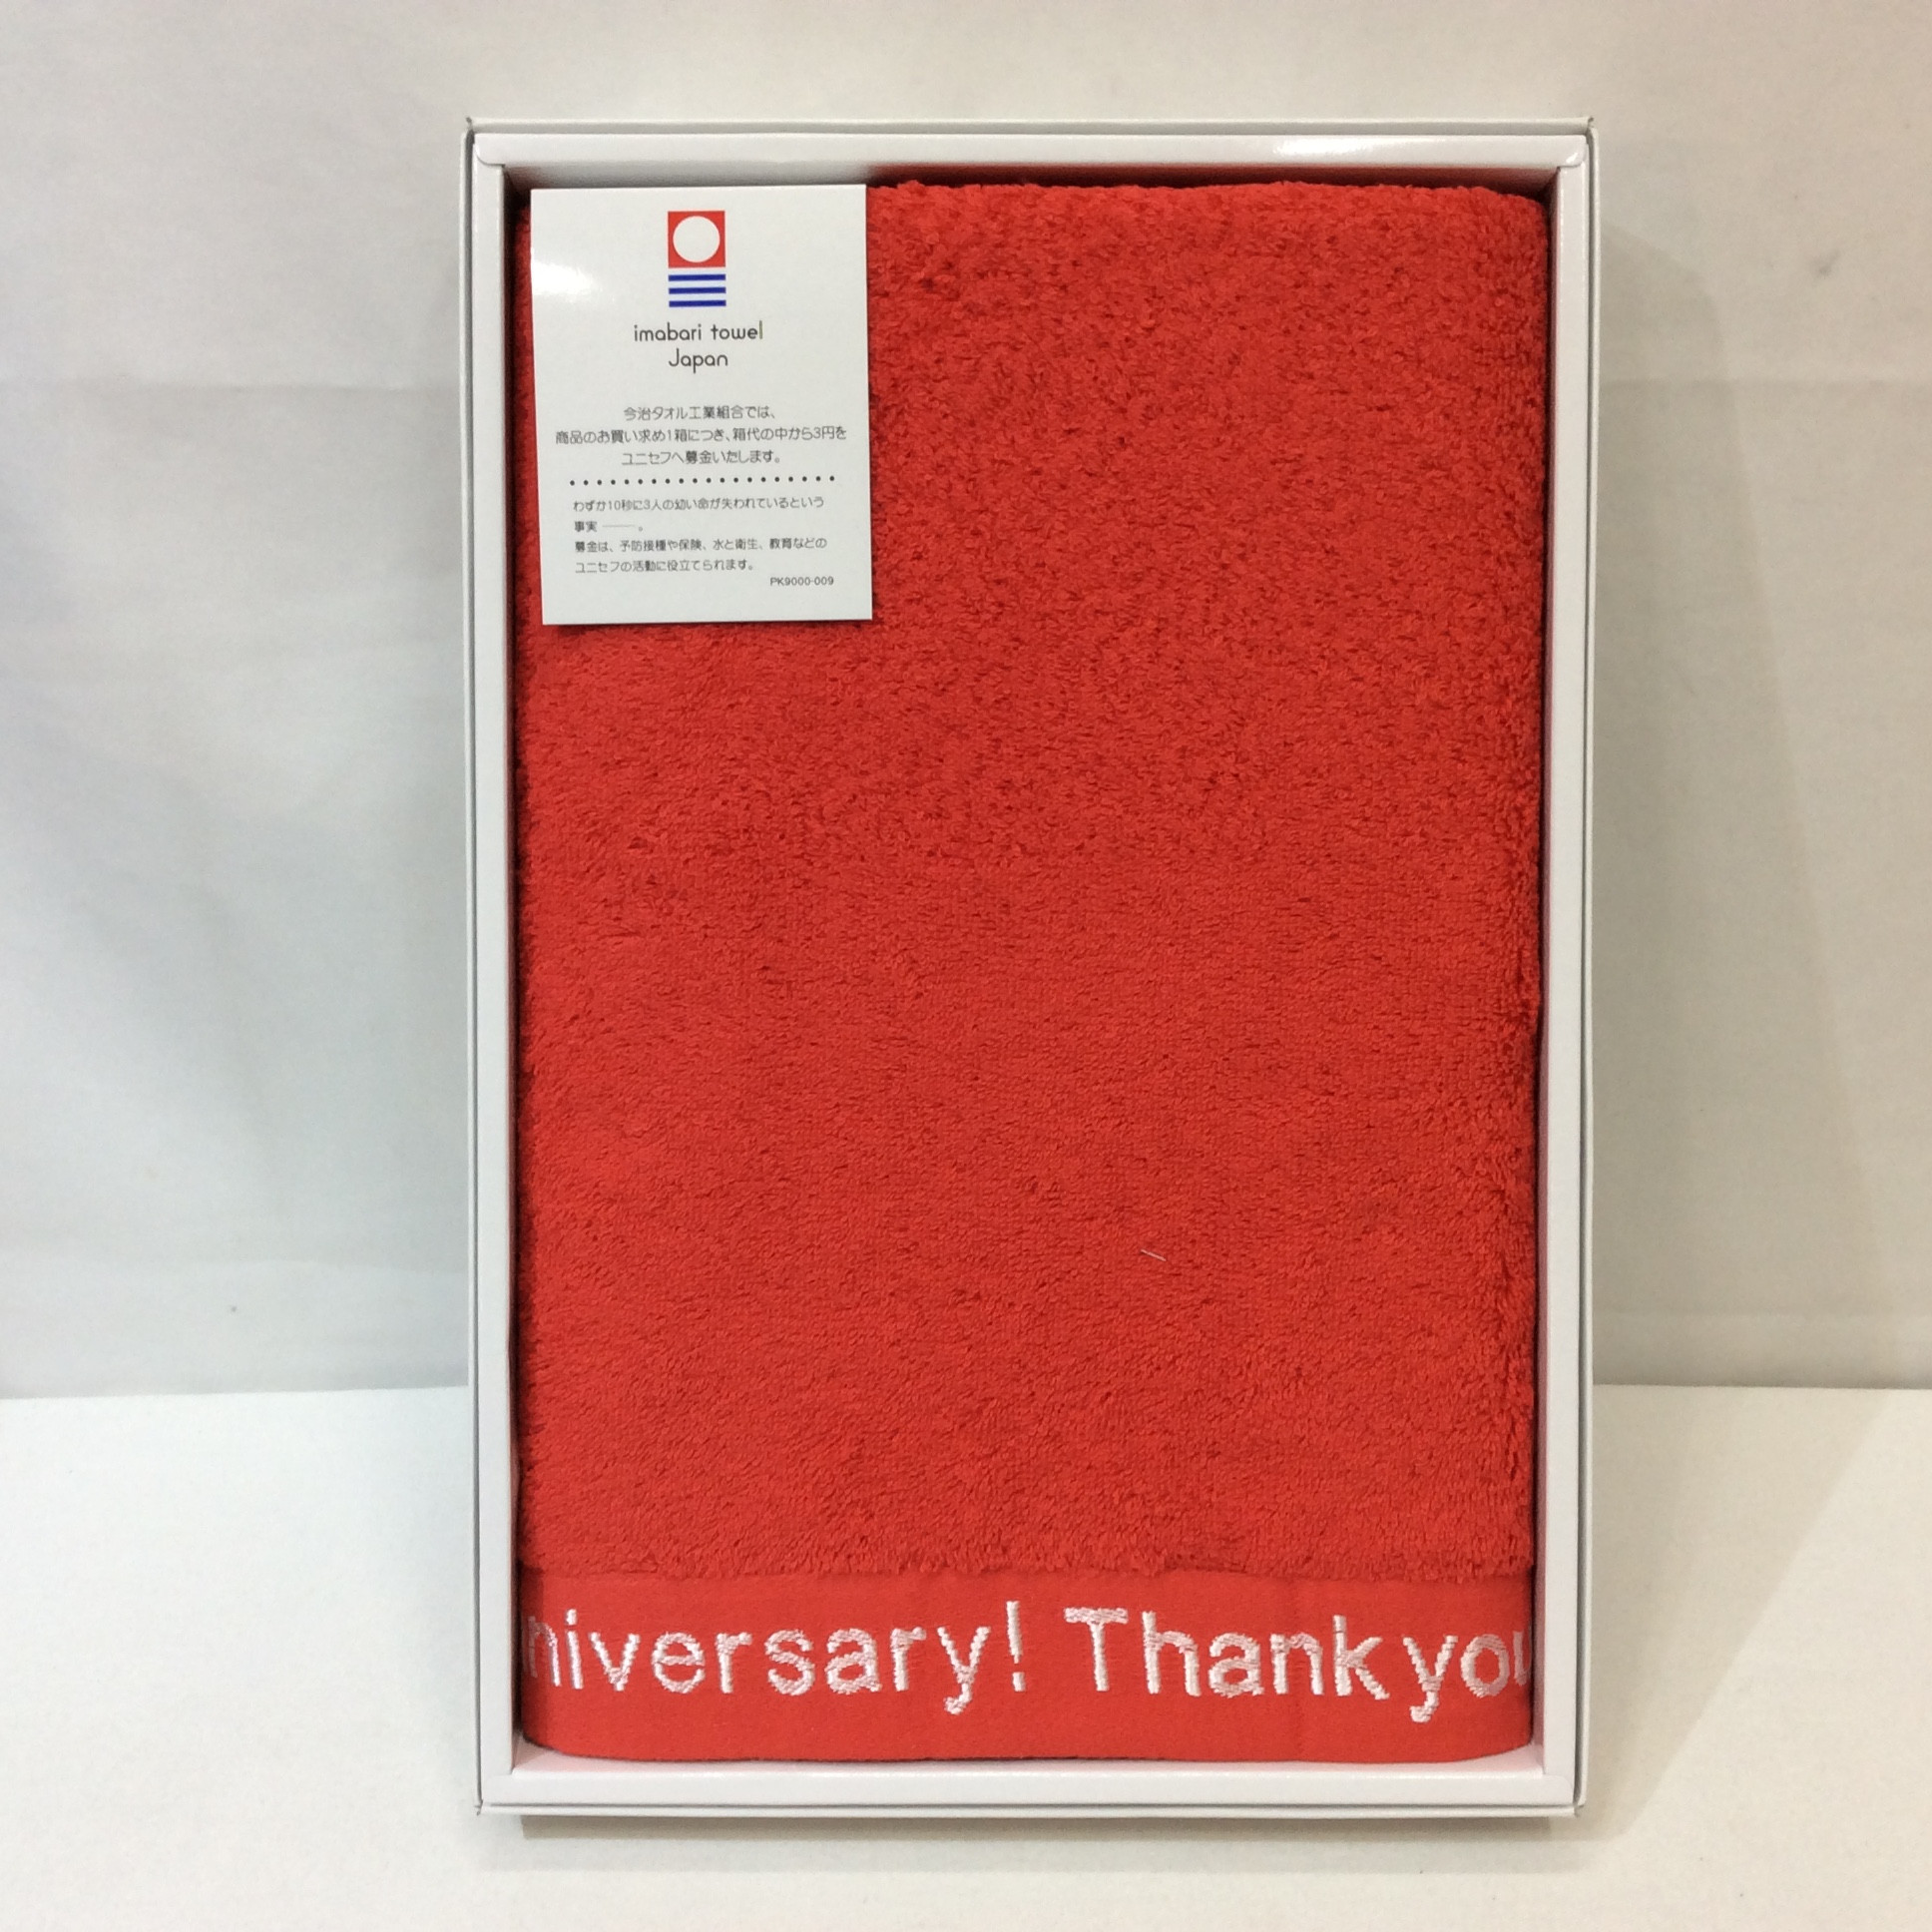 imabari towel
Japan
今治タオル工業組合では、
商品のお買い求め1箱につき、箱代の中から3円を
ユニセフへ募金いたします。
わずか10秒に3人の幼い命が失われているという
事実 ―― 。
募金は、予防接種や保険、水と衛生、教育などの
ユニセフの活動に役立てられます。
PK9000-009
niversary! Thank you